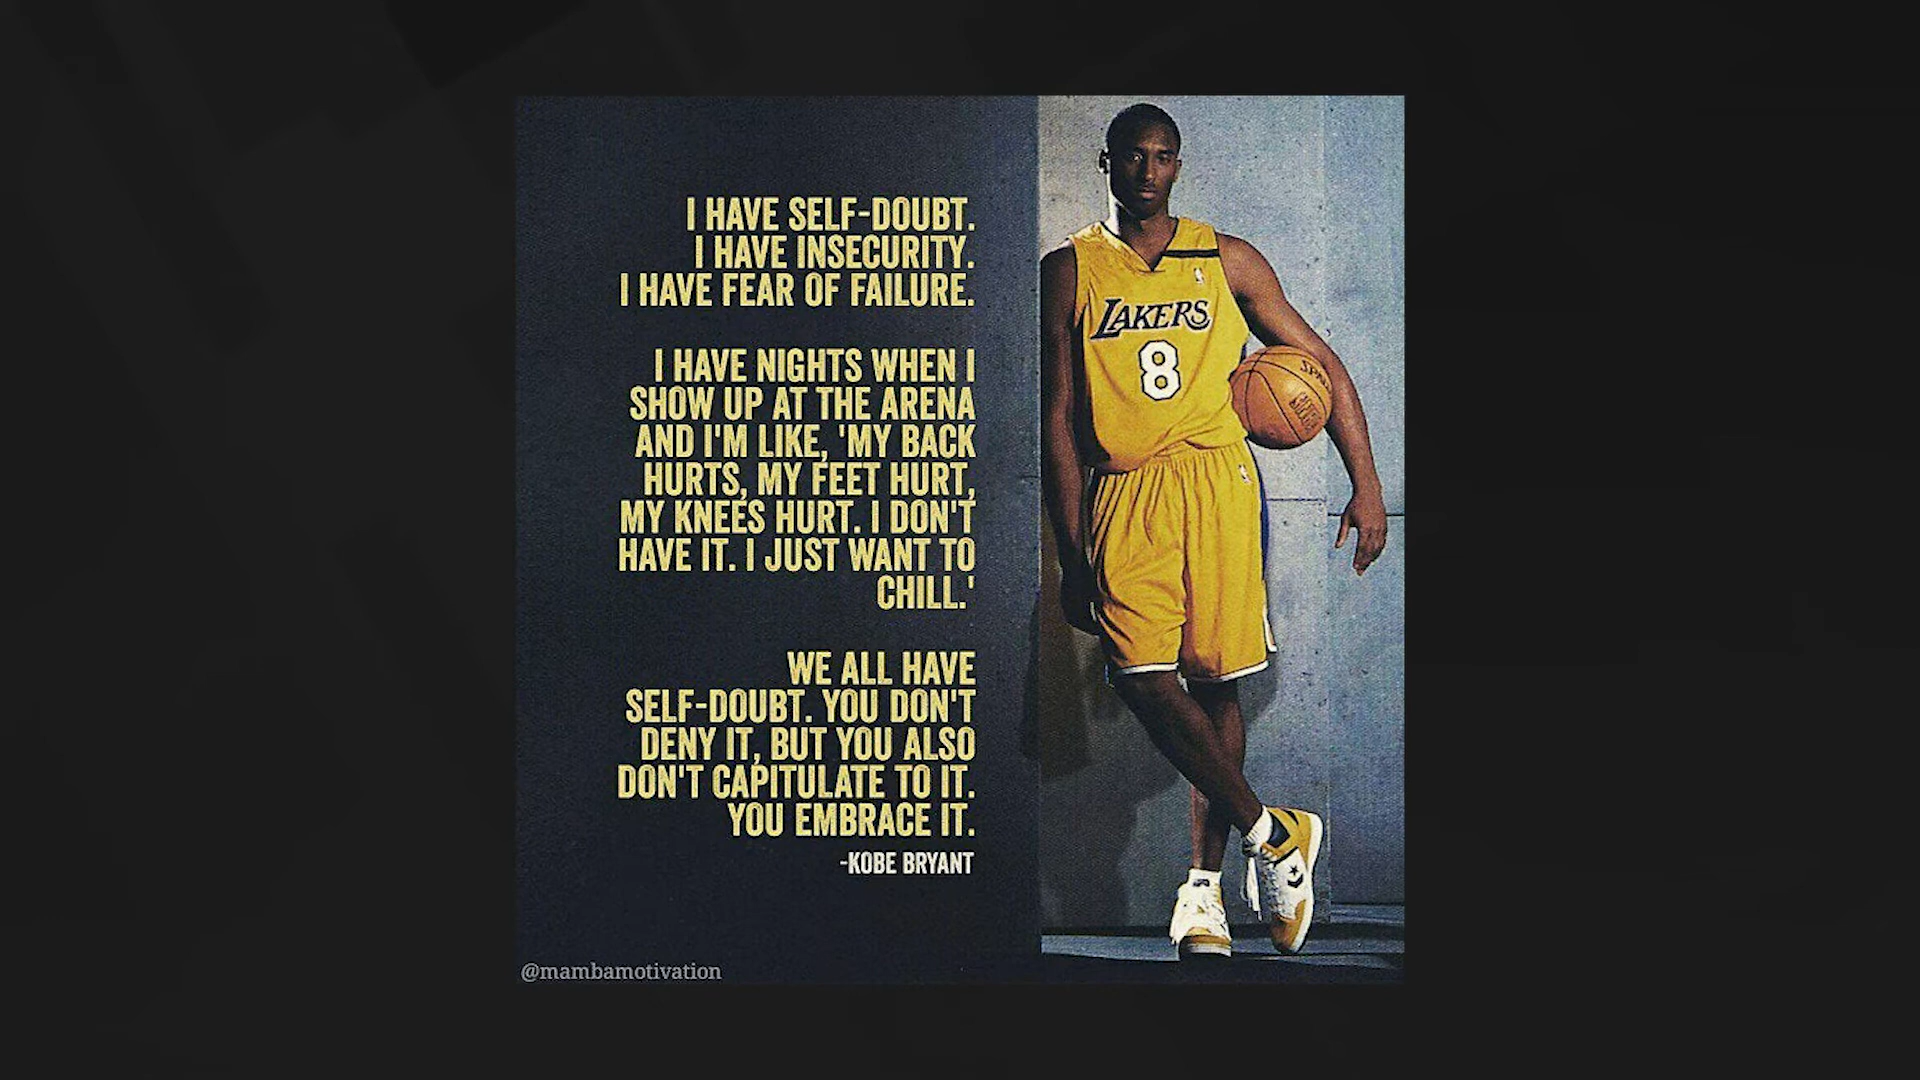 I HAVE SELF-DOUBT.
I HAVE INSECURITY.
I HAVE FEAR OF FAILURE.
I HAVE NIGHTS WHEN I
SHOW UP AT THE ARENA
AND I'M LIKE, 'MY BACK
HURTS, MY FEET HURT,
MY KNEES HURT. I DON'T
HAVE IT. I JUST WANT TO
CHILL.'
WE ALL HAVE
SELF-DOUBT. YOU DON'T
DENY IT, BUT YOU ALSO
DON'T CAPITULATE TO IT.
YOU EMBRACE IT.
-KOBE BRYANT
@mambamotivation
LAKERS
8